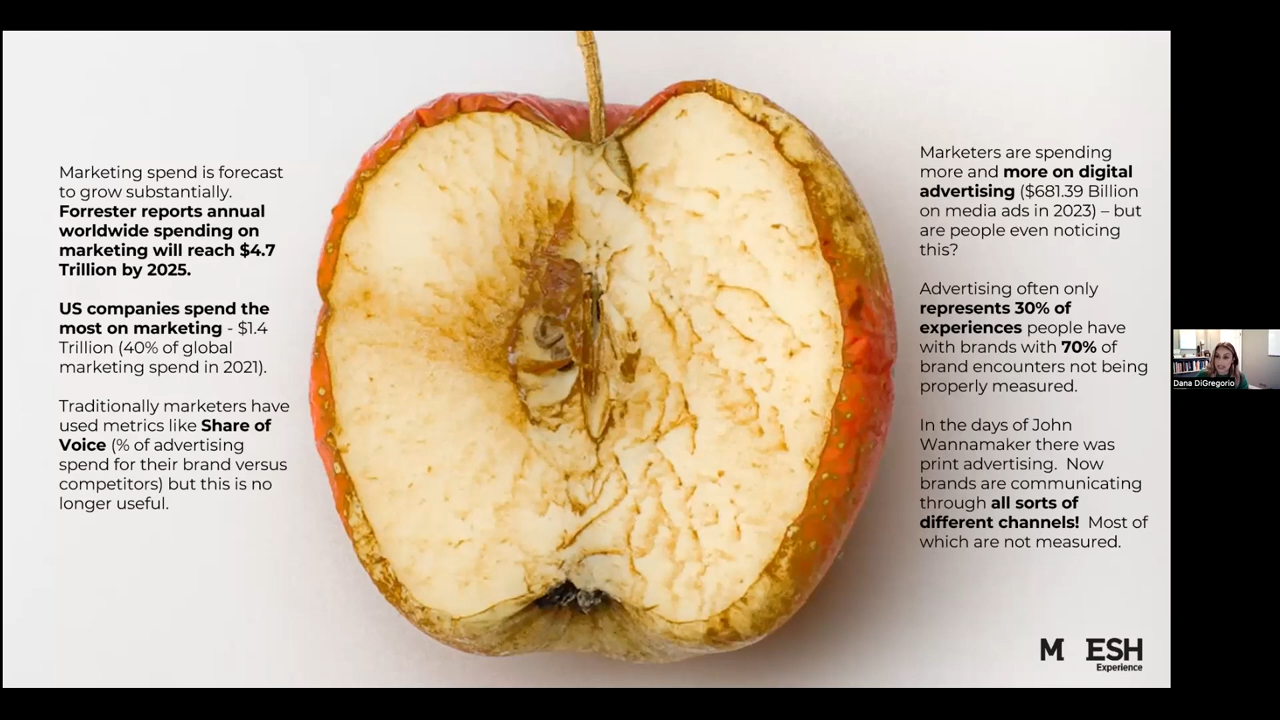 Marketing spend is forecast
to grow substantially.
Forrester reports annual
worldwide spending on
marketing will reach $4.7
Trillion by 2025.
US companies spend the
most on marketing - $1.4
Trillion (40% of global
marketing spend in 2021).
Traditionally marketers have
used metrics like Share of
Voice (% of advertising
spend for their brand versus
competitors) but this is no
longer useful.
Marketers are spending
more and more on digital
advertising ($681.39 Billion
on media ads in 2023) – but
are people even noticing
this?
Advertising often only
represents 30% of
experiences people have
with brands with 70% of
brand encounters not being
properly measured.
In the days of John
Wannamaker there was
print advertising.  Now
brands are communicating
through all sorts of
different channels!  Most of
which are not measured.
M ESH
Experience
Dana DiGregorio